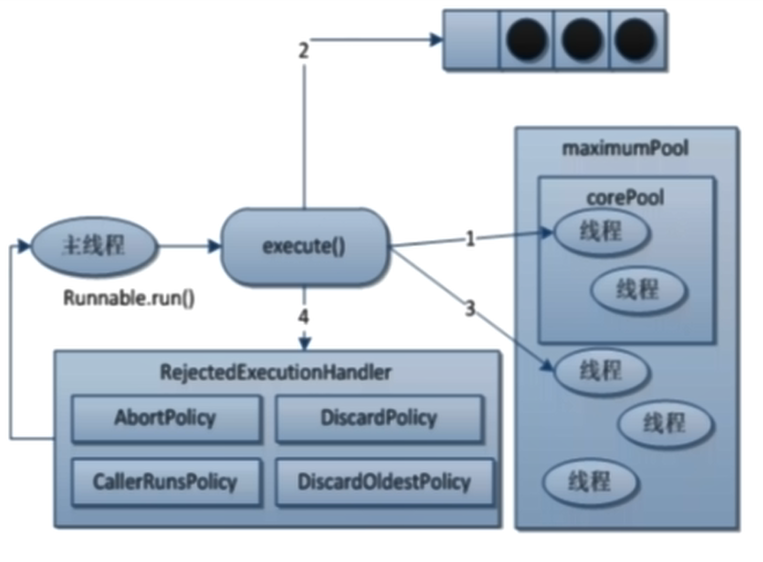 2
maximumPool
corePool
线程
主线程
execute()
1
线程
Runnable.run()
4
3
RejectedExecutionHandler
线程
AbortPolicy
DiscardPolicy
线程
CallerRunsPolicy
DiscardOldestPolicy
线程